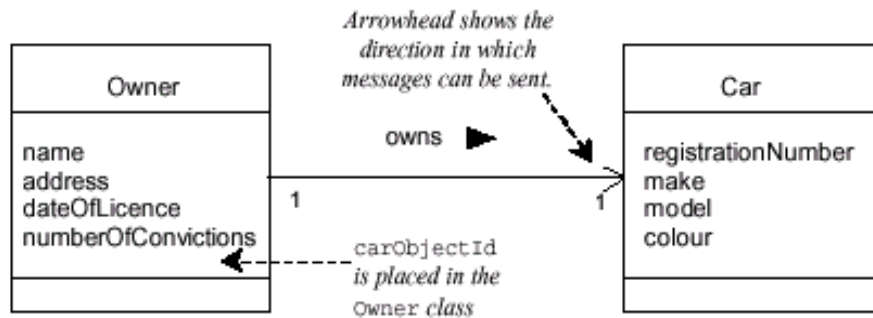 Arrowhead shows the
direction in which
messages can be sent.
Owner
Car
owns
name
address
dateOfLicence
numberOfConvictions
registrationNumber
make
model
colour
1
1
carObjectId
is placed in the
Owner class